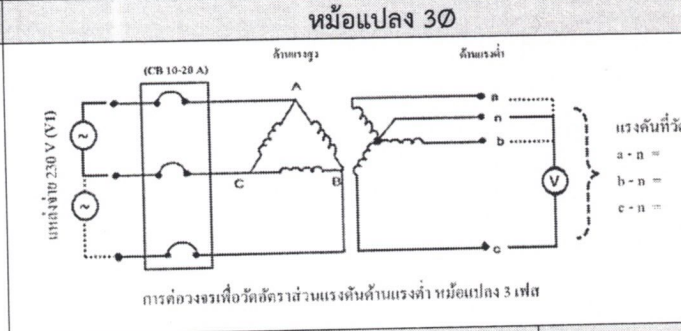 หม้อแปลง 3Ø
ด้านแรงสูง
ด้านแรงต่ำ
(CB 10-20 A)
แหล่งจ่าย 230 V (V1)
~
~
A
C
B
a
n
b
c
V
แรงดันที่วั
a - n =
b - n =
c - n =
การต่อวงจรเพื่อวัดอัตราส่วนแรงดันด้านแรงต่ำ หม้อแปลง 3 เฟส